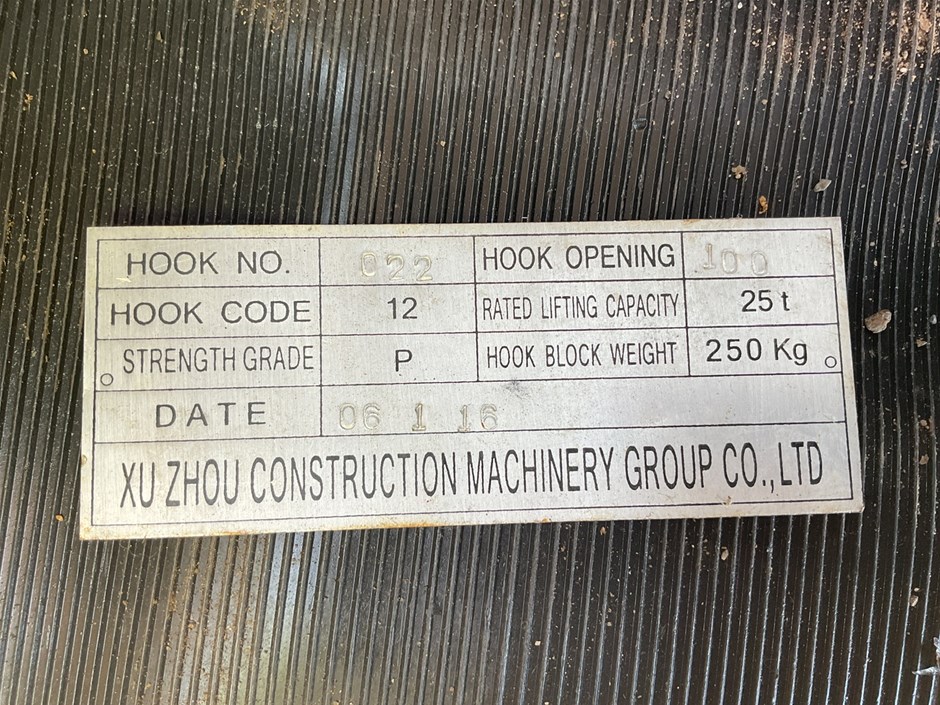 HOOK NO. 022 HOOK OPENING 100
HOOK CODE 12 RATED LIFTING CAPACITY 25 t
STRENGTH GRADE P HOOK BLOCK WEIGHT 250 Kg
DATE 06 1 16
XU ZHOU CONSTRUCTION MACHINERY GROUP CO., LTD